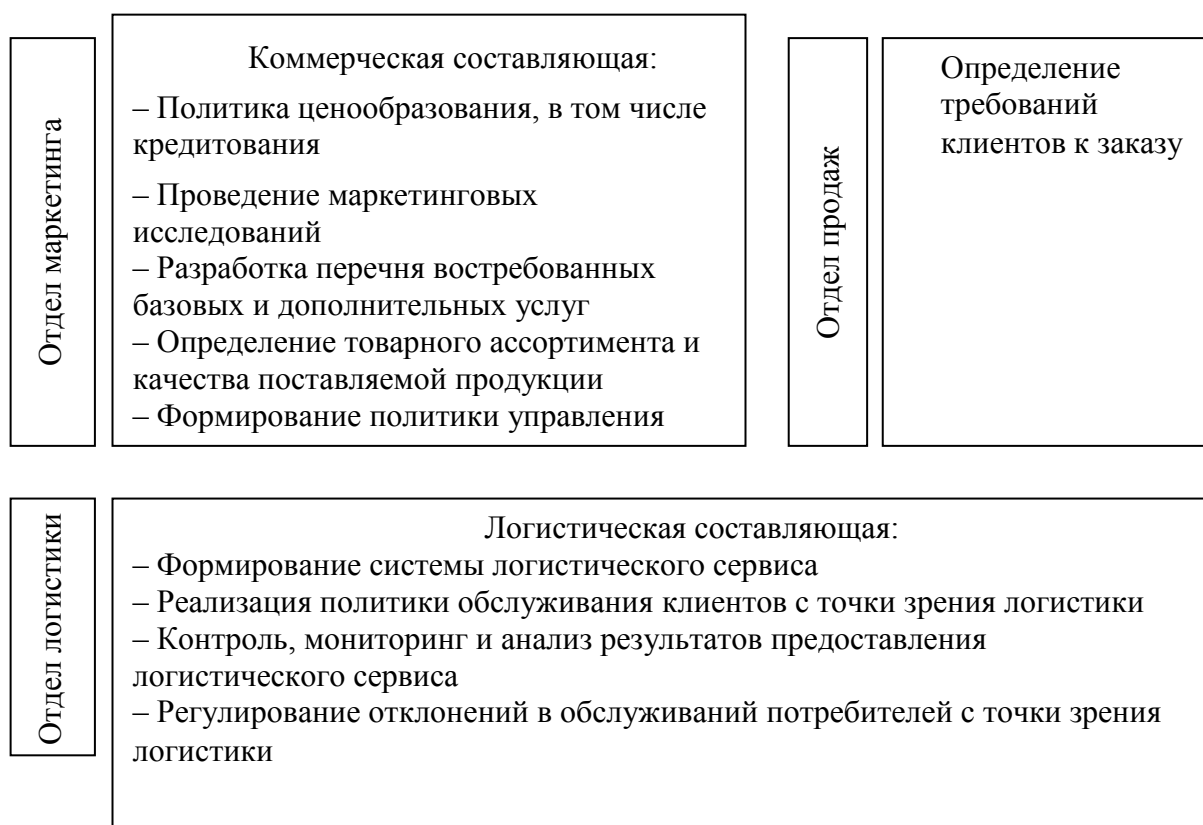 Отдел маркетинга
Коммерческая составляющая:
– Политика ценообразования, в том числе
кредитования
– Проведение маркетинговых
исследований
– Разработка перечня востребованных
базовых и дополнительных услуг
– Определение товарного ассортимента и
качества поставляемой продукции
– Формирование политики управления
Отдел продаж
Определение
требований
клиентов к заказу
Отдел логистики
Логистическая составляющая:
– Формирование системы логистического сервиса
– Реализация политики обслуживания клиентов с точки зрения логистики
– Контроль, мониторинг и анализ результатов предоставления
логистического сервиса
– Регулирование отклонений в обслуживаний потребителей с точки зрения
логистики